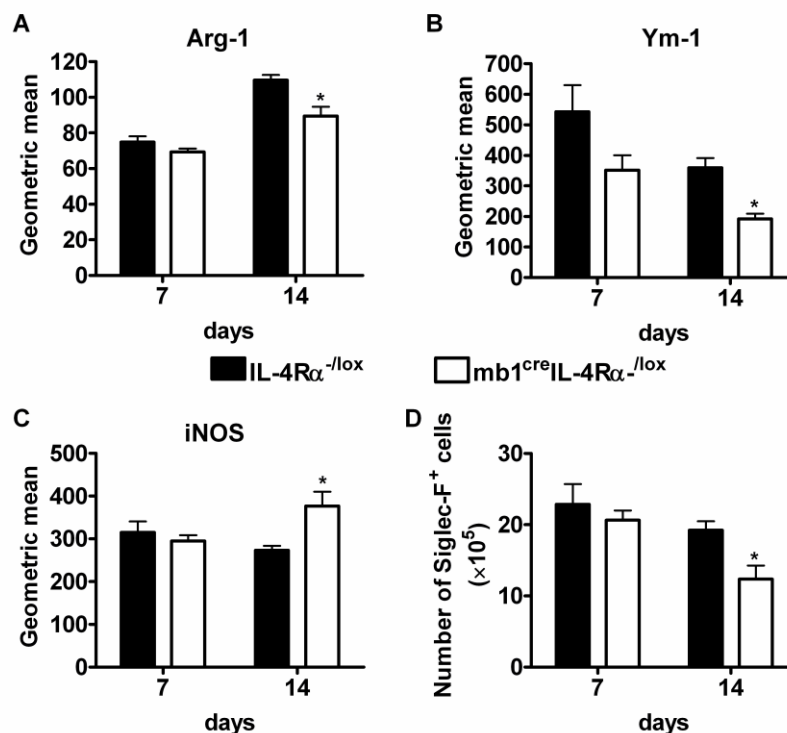 A
Arg-1
Geometric mean
120
100
80
60
40
20
0
*
7
14
days
B
Ym-1
Geometric mean
700
600
500
400
300
200
100
0
*
7
14
days
IL-4Rα-/lox
mb1creIL-4Rα-/lox
C
iNOS
Geometric mean
500
400
300
200
100
0
*
7
14
days
D
Number of Siglec-F+ cells
(×10⁵)
30
20
10
0
*
7
14
days